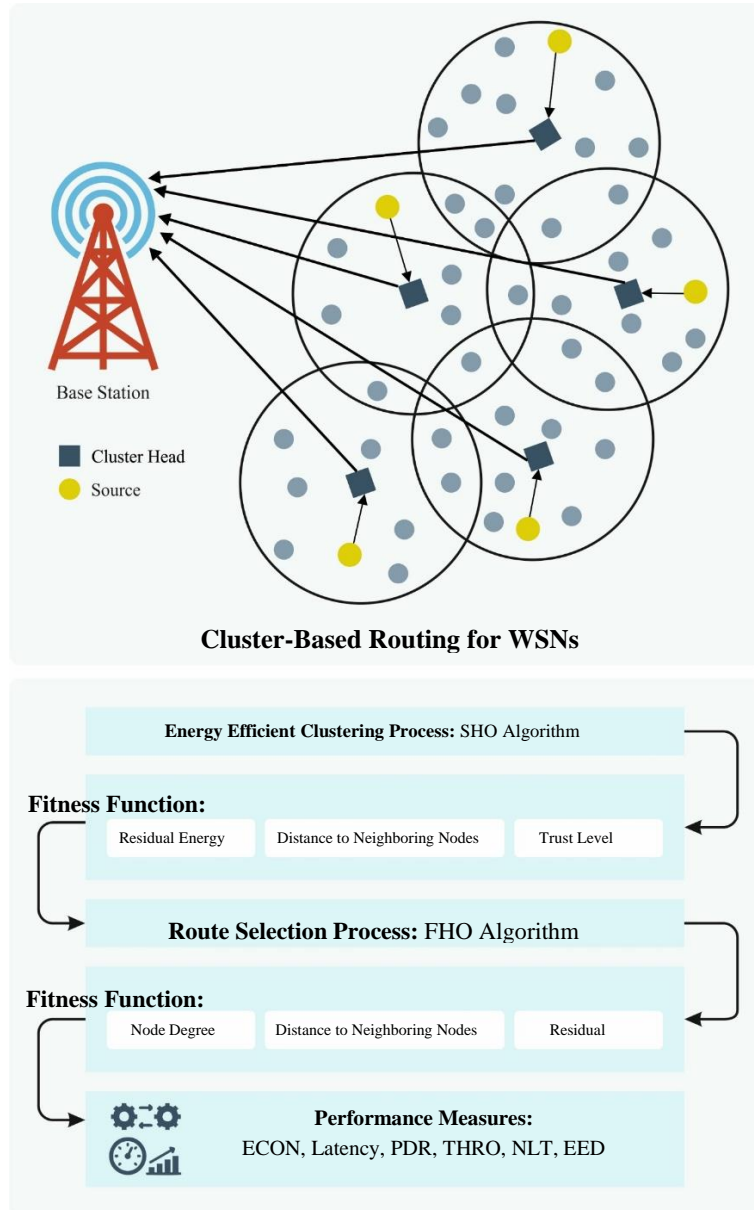 Base Station
Cluster Head
Source
Cluster-Based Routing for WSNs
Energy Efficient Clustering Process: SHO Algorithm
Fitness Function:
Residual Energy
Distance to Neighboring Nodes
Trust Level
Route Selection Process: FHO Algorithm
Fitness Function:
Node Degree
Distance to Neighboring Nodes
Residual
Performance Measures:
ECON, Latency, PDR, THRO, NLT, EED